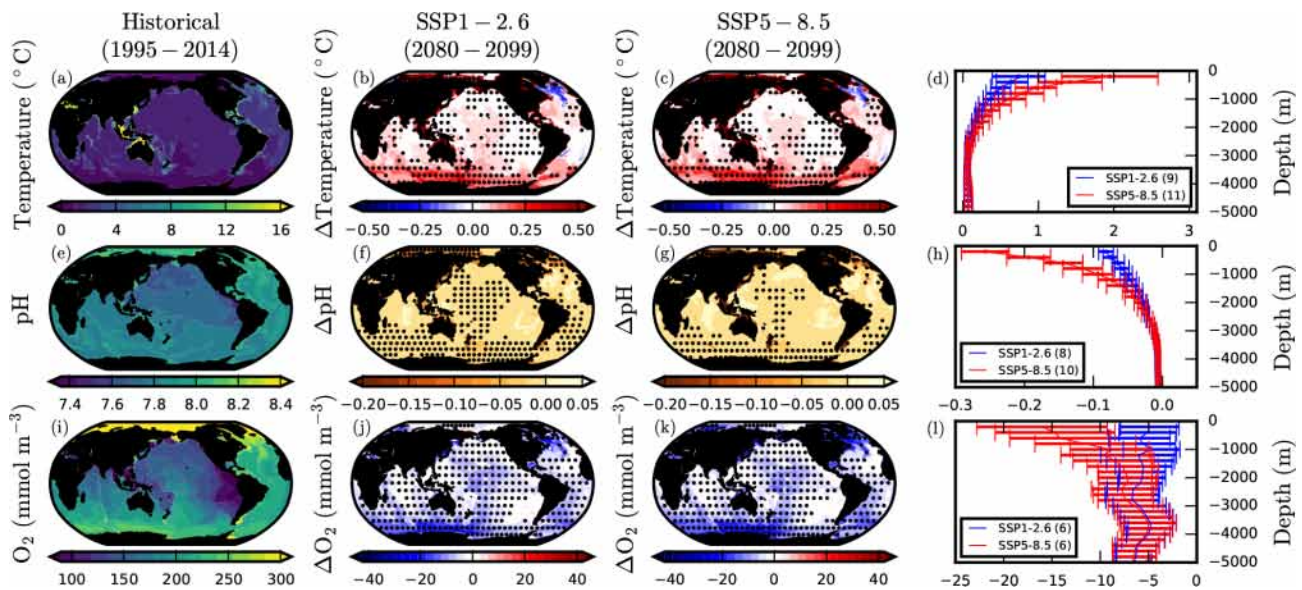 Historical
(1995 – 2014)
SSP1 – 2.6
(2080 – 2099)
SSP5 – 8.5
(2080 – 2099)
Temperature (°C)
(a)
0 4 8 12 16
ΔTemperature (°C)
(b)
−0.50 −0.25 0.00 0.25 0.50
ΔTemperature (°C)
(c)
−0.50 −0.25 0.00 0.25 0.50
(d)
SSP1-2.6 (9)
SSP5-8.5 (11)
0 1 2 3
0
−1000
−2000
−3000
−4000
−5000
Depth (m)
pH
(e)
7.4 7.6 7.8 8.0 8.2 8.4
ΔpH
(f)
−0.20 −0.15 −0.10 −0.05 0.00 0.05
ΔpH
(g)
−0.20 −0.15 −0.10 −0.05 0.00 0.05
(h)
SSP1-2.6 (8)
SSP5-8.5 (10)
−0.3 −0.2 −0.1 0.0
0
−1000
−2000
−3000
−4000
−5000
Depth (m)
O₂ (mmol m⁻³)
(i)
100 150 200 250 300
ΔO₂ (mmol m⁻³)
(j)
−40 −20 0 20 40
ΔO₂ (mmol m⁻³)
(k)
−40 −20 0 20 40
(l)
SSP1-2.6 (6)
SSP5-8.5 (6)
−25 −20 −15 −10 −5 0
0
−1000
−2000
−3000
−4000
−5000
Depth (m)